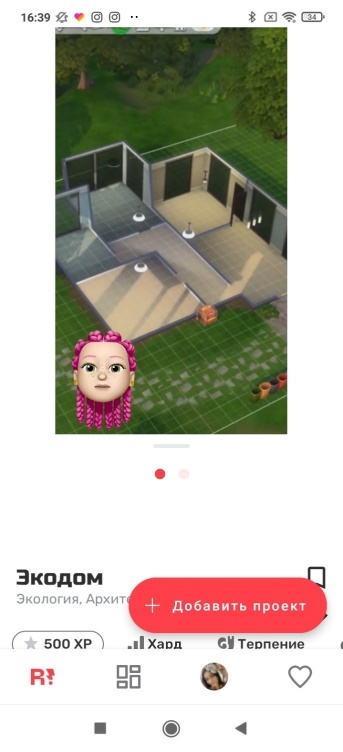 16:39
34
Экодом
Экология, Архите
Добавить проект
500 XP
Хард
Терпение
R